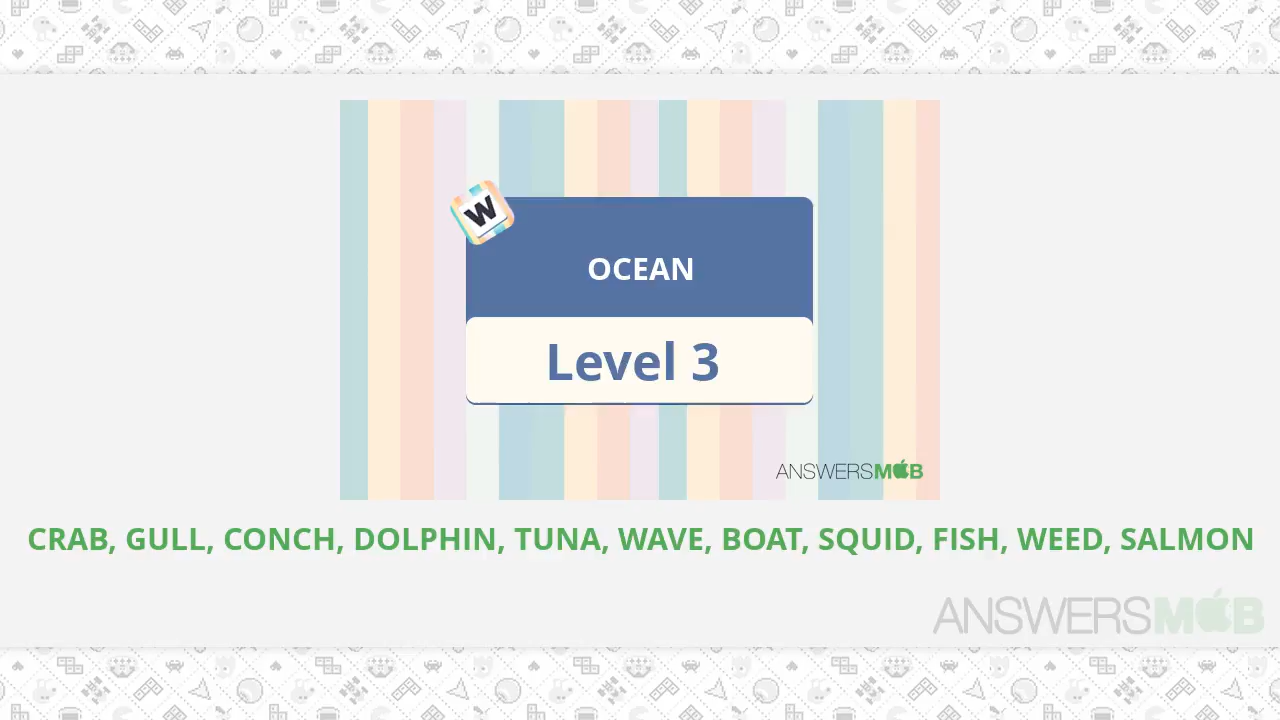 W
OCEAN
Level 3
ANSWERSMOB
CRAB, GULL, CONCH, DOLPHIN, TUNA, WAVE, BOAT, SQUID, FISH, WEED, SALMON
ANSWERSMOB